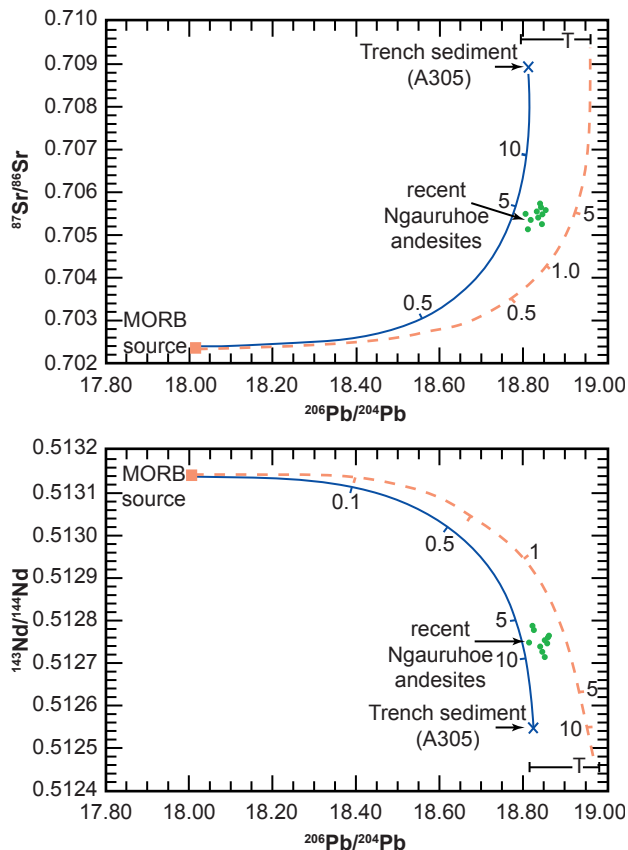 0.710
0.709
0.708
0.707
0.706
0.705
0.704
0.703
0.702
87Sr/86Sr
T
Trench sediment
(A305)
10
5
recent
Ngauruhoe
andesites
5
1.0
0.5
0.5
MORB
source
17.80 18.00 18.20 18.40 18.60 18.80 19.00
206Pb/204Pb
0.5132
0.5131
0.5130
0.5129
0.5128
0.5127
0.5126
0.5125
0.5124
143Nd/144Nd
MORB
source
0.1
0.5
1
5
recent
Ngauruhoe
andesites
10
5
10
Trench sediment
(A305)
T
17.80 18.00 18.20 18.40 18.60 18.80 19.00
206Pb/204Pb